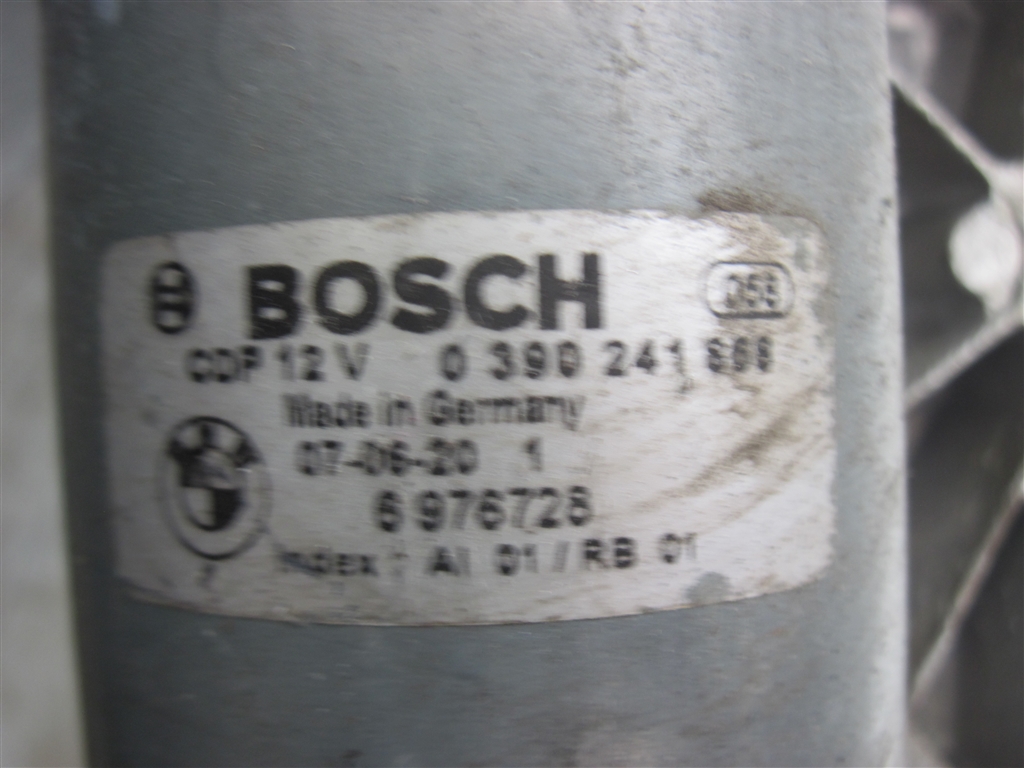 BOSCH
CDP 12 V 0 390 241
Made in Germany
07-06-20 1
6 976728
Index : AI 01 / RB 01